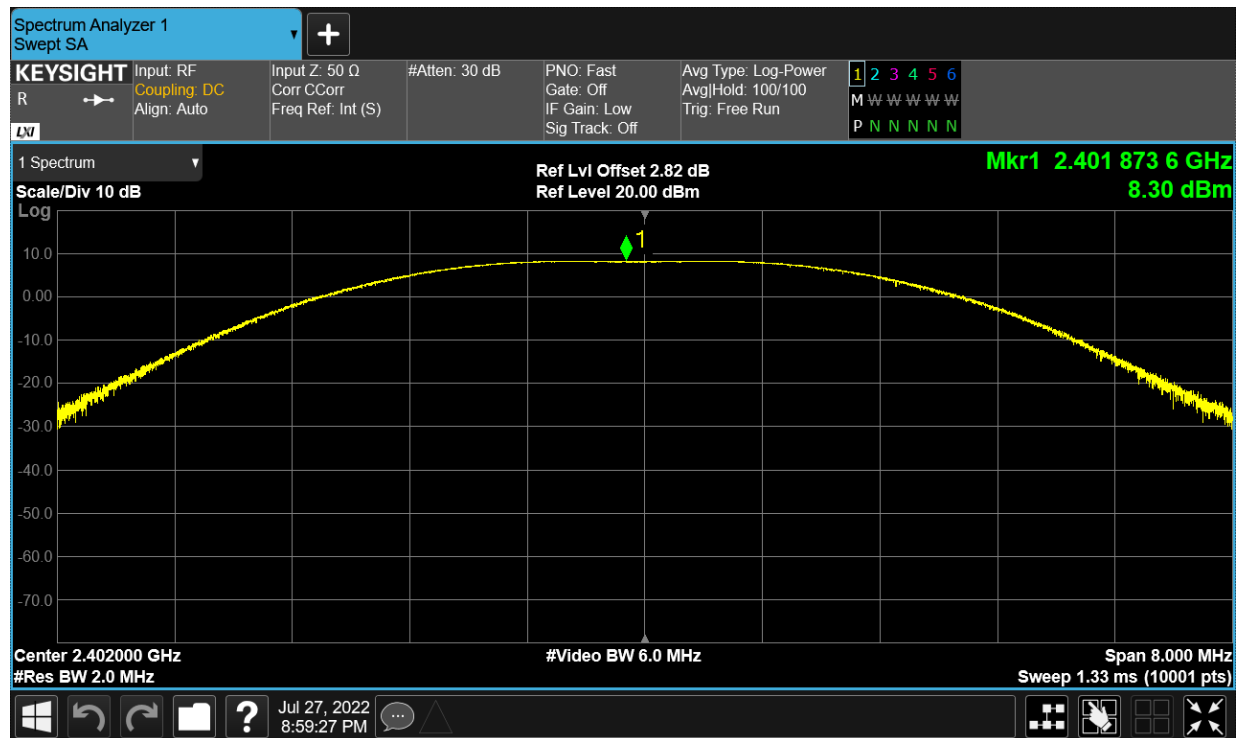 Spectrum Analyzer 1
Swept SA
KEYSIGHT
R
LXI
Input: RF
Coupling: DC
Align: Auto
Input Z: 50 Ω
Corr CCorr
Freq Ref: Int (S)
#Atten: 30 dB
PNO: Fast
Gate: Off
IF Gain: Low
Sig Track: Off
Avg Type: Log-Power
Avg|Hold: 100/100
Trig: Free Run
1 2 3 4 5 6
M W W W W W W
P N N N N N N
1 Spectrum
Scale/Div 10 dB
Log
Ref Lvl Offset 2.82 dB
Ref Level 20.00 dBm
Mkr1 2.401 873 6 GHz
8.30 dBm
1
10.0
0.00
-10.0
-20.0
-30.0
-40.0
-50.0
-60.0
-70.0
Center 2.402000 GHz
#Res BW 2.0 MHz
#Video BW 6.0 MHz
Span 8.000 MHz
Sweep 1.33 ms (10001 pts)
?
Jul 27, 2022
8:59:27 PM